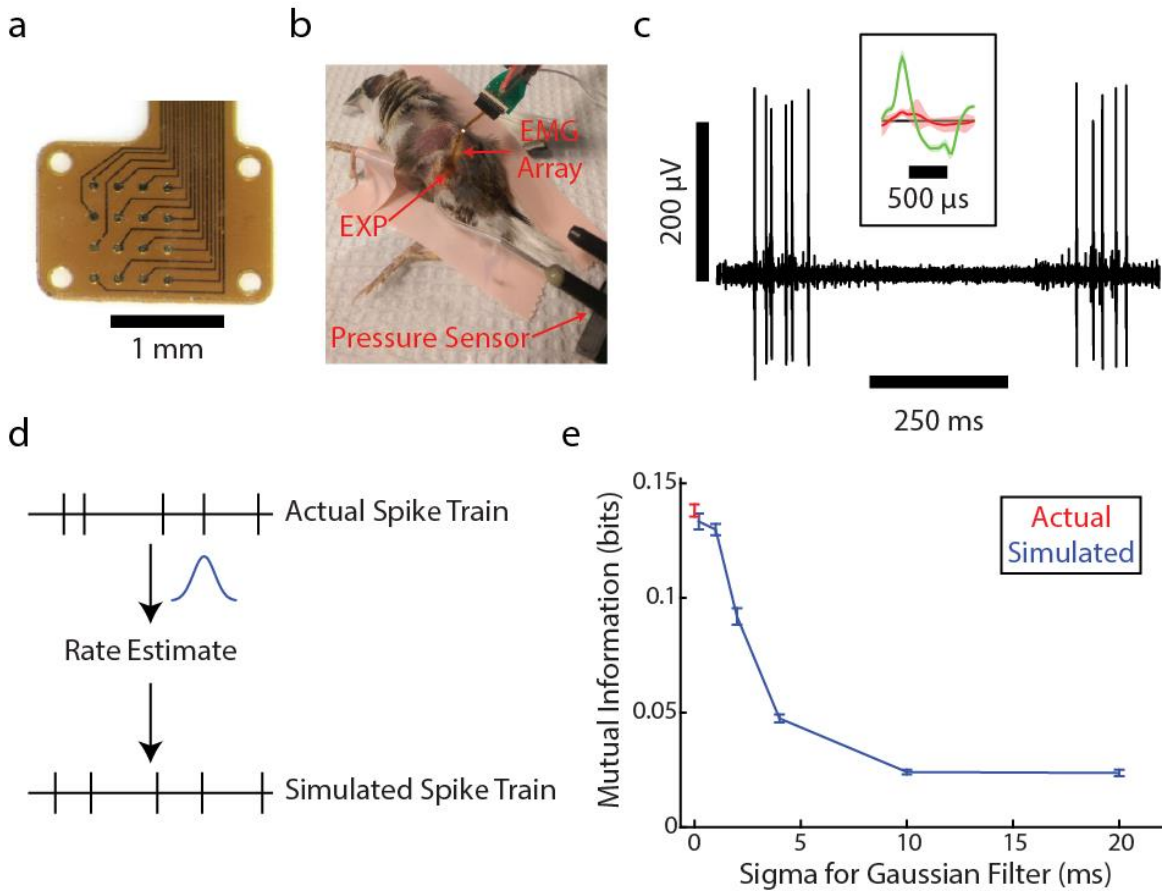 a
1 mm
b
EMG
Array
EXP
Pressure Sensor
c
200 μV
500 μs
250 ms
d
Actual Spike Train
Rate Estimate
Simulated Spike Train
e
Mutual Information (bits)
0.15
0.1
0.05
0
Actual
Simulated
0 5 10 15 20
Sigma for Gaussian Filter (ms)